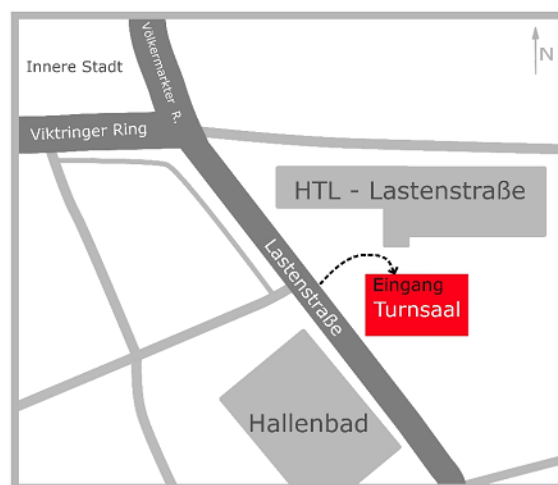 Völkermarkter R.
Innere Stadt
N
Viktringer Ring
HTL - Lastenstraße
Lastenstraße
Eingang
Turnsaal
Hallenbad